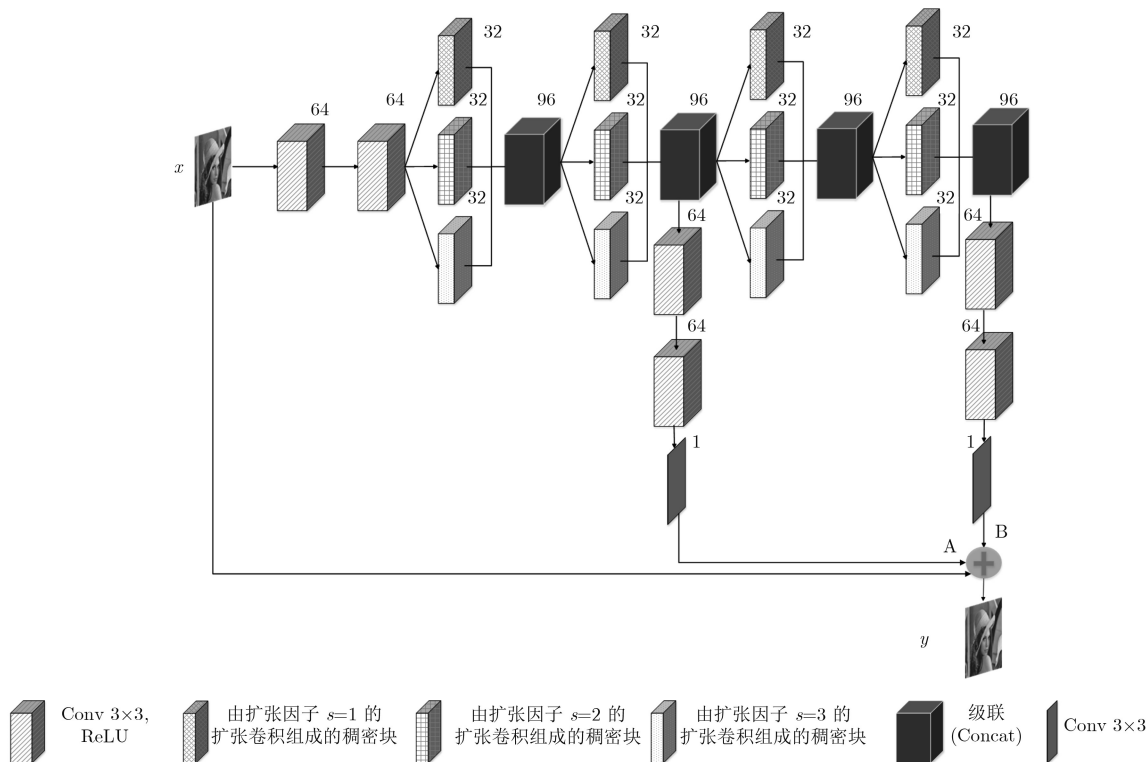 32
32
32
32
64
64
32
96
32
96
32
96
32
96
x
32
32
32
32
64
64
64
64
1
1
A
B
y
Conv 3×3,
ReLU
由扩张因子 s=1 的
扩张卷积组成的稠密块
由扩张因子 s=2 的
扩张卷积组成的稠密块
由扩张因子 s=3 的
扩张卷积组成的稠密块
级联
(Concat)
Conv 3×3